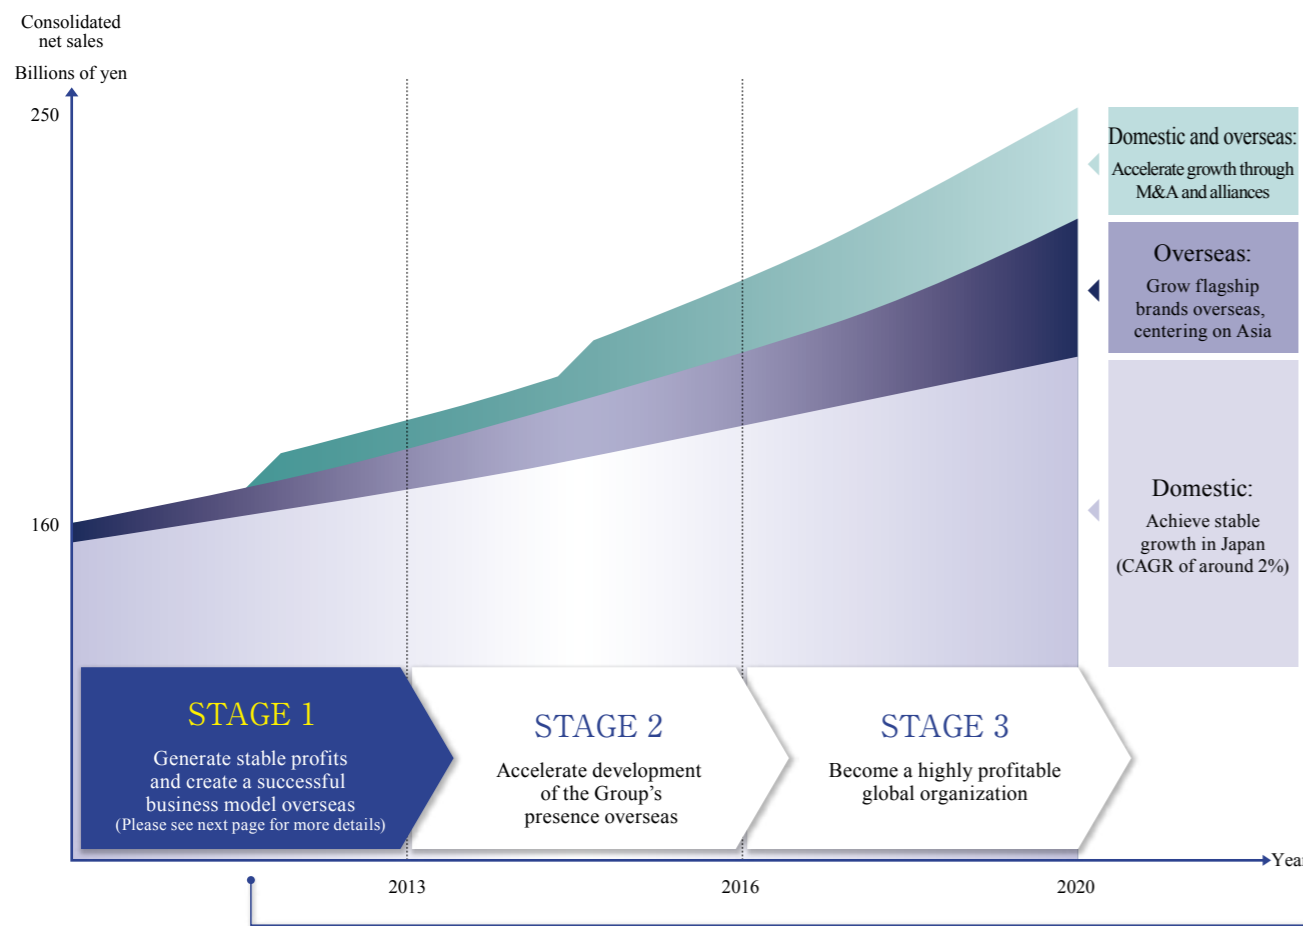 Consolidated
net sales
Billions of yen
250
160
Domestic and overseas:
Accelerate growth through
M&A and alliances
Overseas:
Grow flagship
brands overseas,
centering on Asia
Domestic:
Achieve stable
growth in Japan
(CAGR of around 2%)
STAGE 1
Generate stable profits
and create a successful
business model overseas
(Please see next page for more details)
STAGE 2
Accelerate development
of the Group's
presence overseas
STAGE 3
Become a highly profitable
global organization
Year
2013
2016
2020